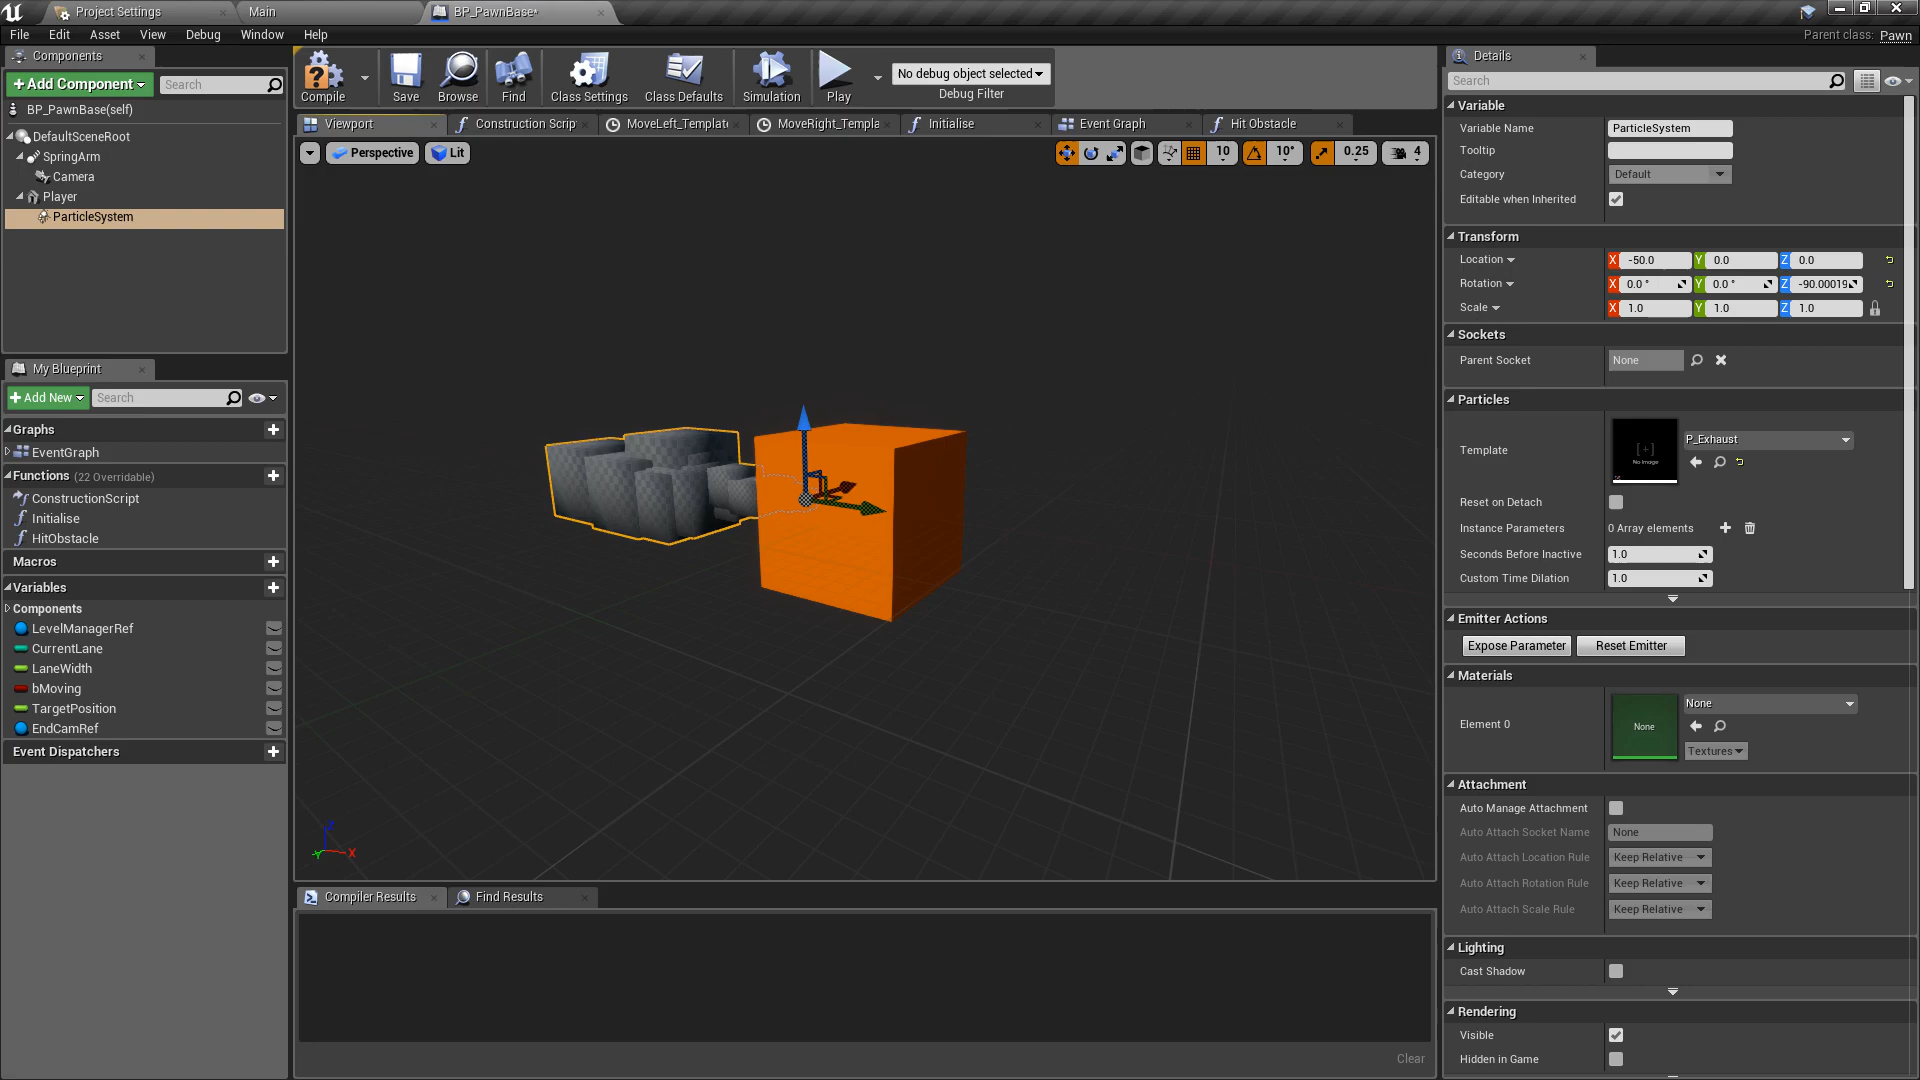 Project Settings
Main
BP_PawnBase*
File Edit Asset View Debug Window Help
Parent class: Pawn
Components
Add Component
Search
BP_PawnBase(self)
DefaultSceneRoot
SpringArm
Camera
Player
ParticleSystem
My Blueprint
Add New
Search
Graphs
EventGraph
Functions (22 Overridable)
ConstructionScript
Initialise
HitObstacle
Macros
Variables
Components
LevelManagerRef
CurrentLane
LaneWidth
bMoving
TargetPosition
EndCamRef
Event Dispatchers
Compile
Save
Browse
Find
Class Settings
Class Defaults
Simulation
Play
No debug object selected
Debug Filter
Viewport
Construction Scrip
MoveLeft_Templat
MoveRight_Templa
Initialise
Event Graph
Hit Obstacle
Perspective
Lit
10
10°
0.25
4
Z
X
Y
Compiler Results
Find Results
Clear
Details
Search
Variable
Variable Name ParticleSystem
Tooltip
Category Default
Editable when Inherited
Transform
Location X -50.0 Y 0.0 Z 0.0
Rotation X 0.0 ° Y 0.0 ° Z -90.00019
Scale X 1.0 Y 1.0 Z 1.0
Sockets
Parent Socket None
Particles
Template
No Image
P_Exhaust
Reset on Detach
Instance Parameters 0 Array elements
Seconds Before Inactive 1.0
Custom Time Dilation 1.0
Emitter Actions
Expose Parameter Reset Emitter
Materials
Element 0
None
None
Textures
Attachment
Auto Manage Attachment
Auto Attach Socket Name None
Auto Attach Location Rule Keep Relative
Auto Attach Rotation Rule Keep Relative
Auto Attach Scale Rule Keep Relative
Lighting
Cast Shadow
Rendering
Visible
Hidden in Game